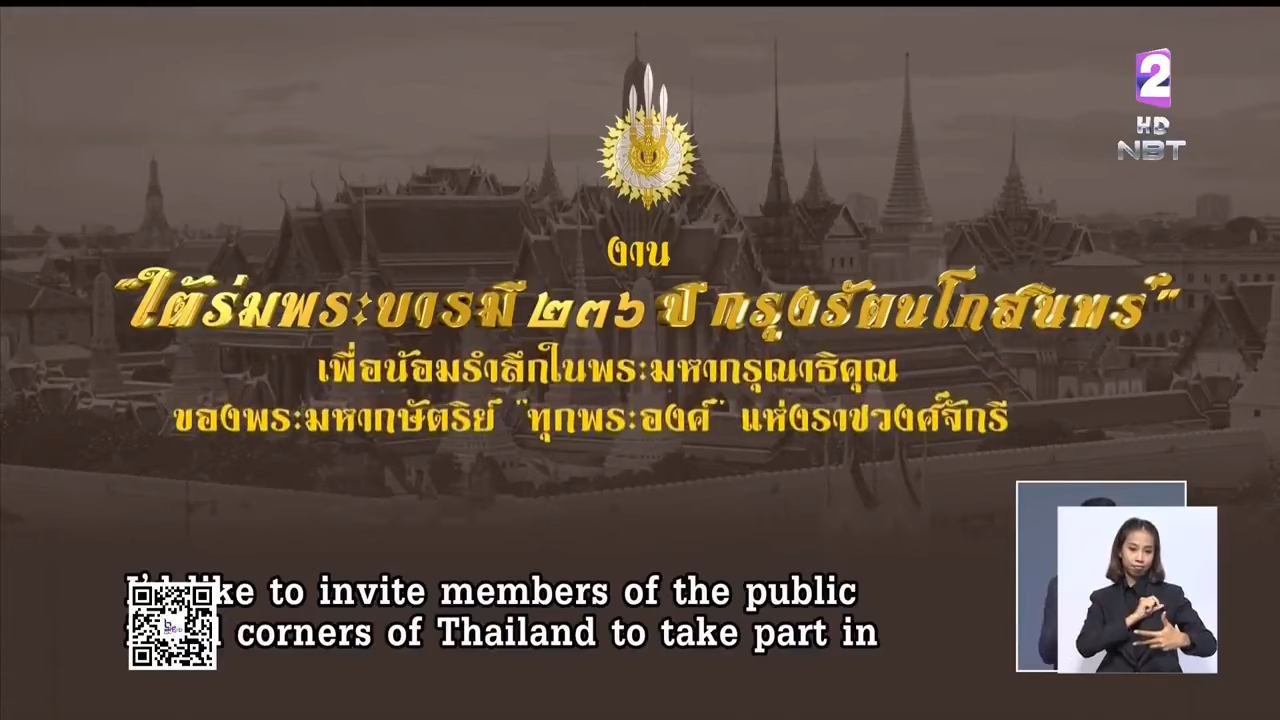 2
HD
NBT
งาน
"ใต้ร่มพระบารมี ๒๓๖ ปี กรุงรัตนโกสินทร์"
เพื่อน้อมรำลึกในพระมหากรุณาธิคุณ
ของพระมหากษัตริย์ "ทุกพระองค์" แห่งราชวงศ์จักรี
to invite members of the public
corners of Thailand to take part in